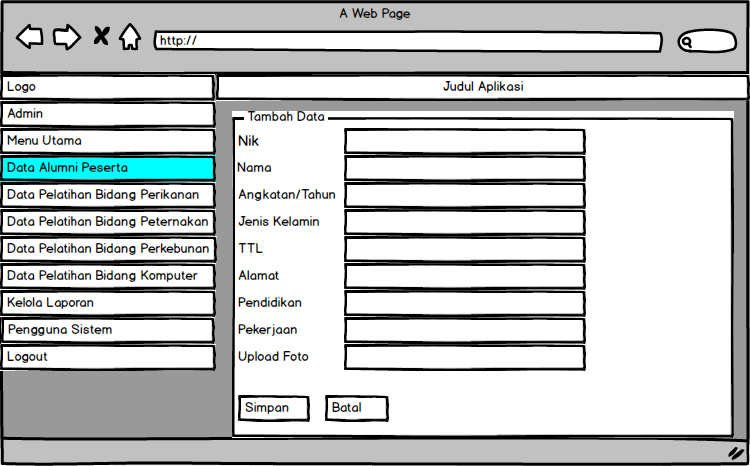 A Web Page
http://
Logo
Judul Aplikasi
Admin
Menu Utama
Data Alumni Peserta
Data Pelatihan Bidang Perikanan
Data Pelatihan Bidang Peternakan
Data Pelatihan Bidang Perkebunan
Data Pelatihan Bidang Komputer
Kelola Laporan
Pengguna Sistem
Logout
Tambah Data
Nik
Nama
Angkatan/Tahun
Jenis Kelamin
TTL
Alamat
Pendidikan
Pekerjaan
Upload Foto
Simpan
Batal